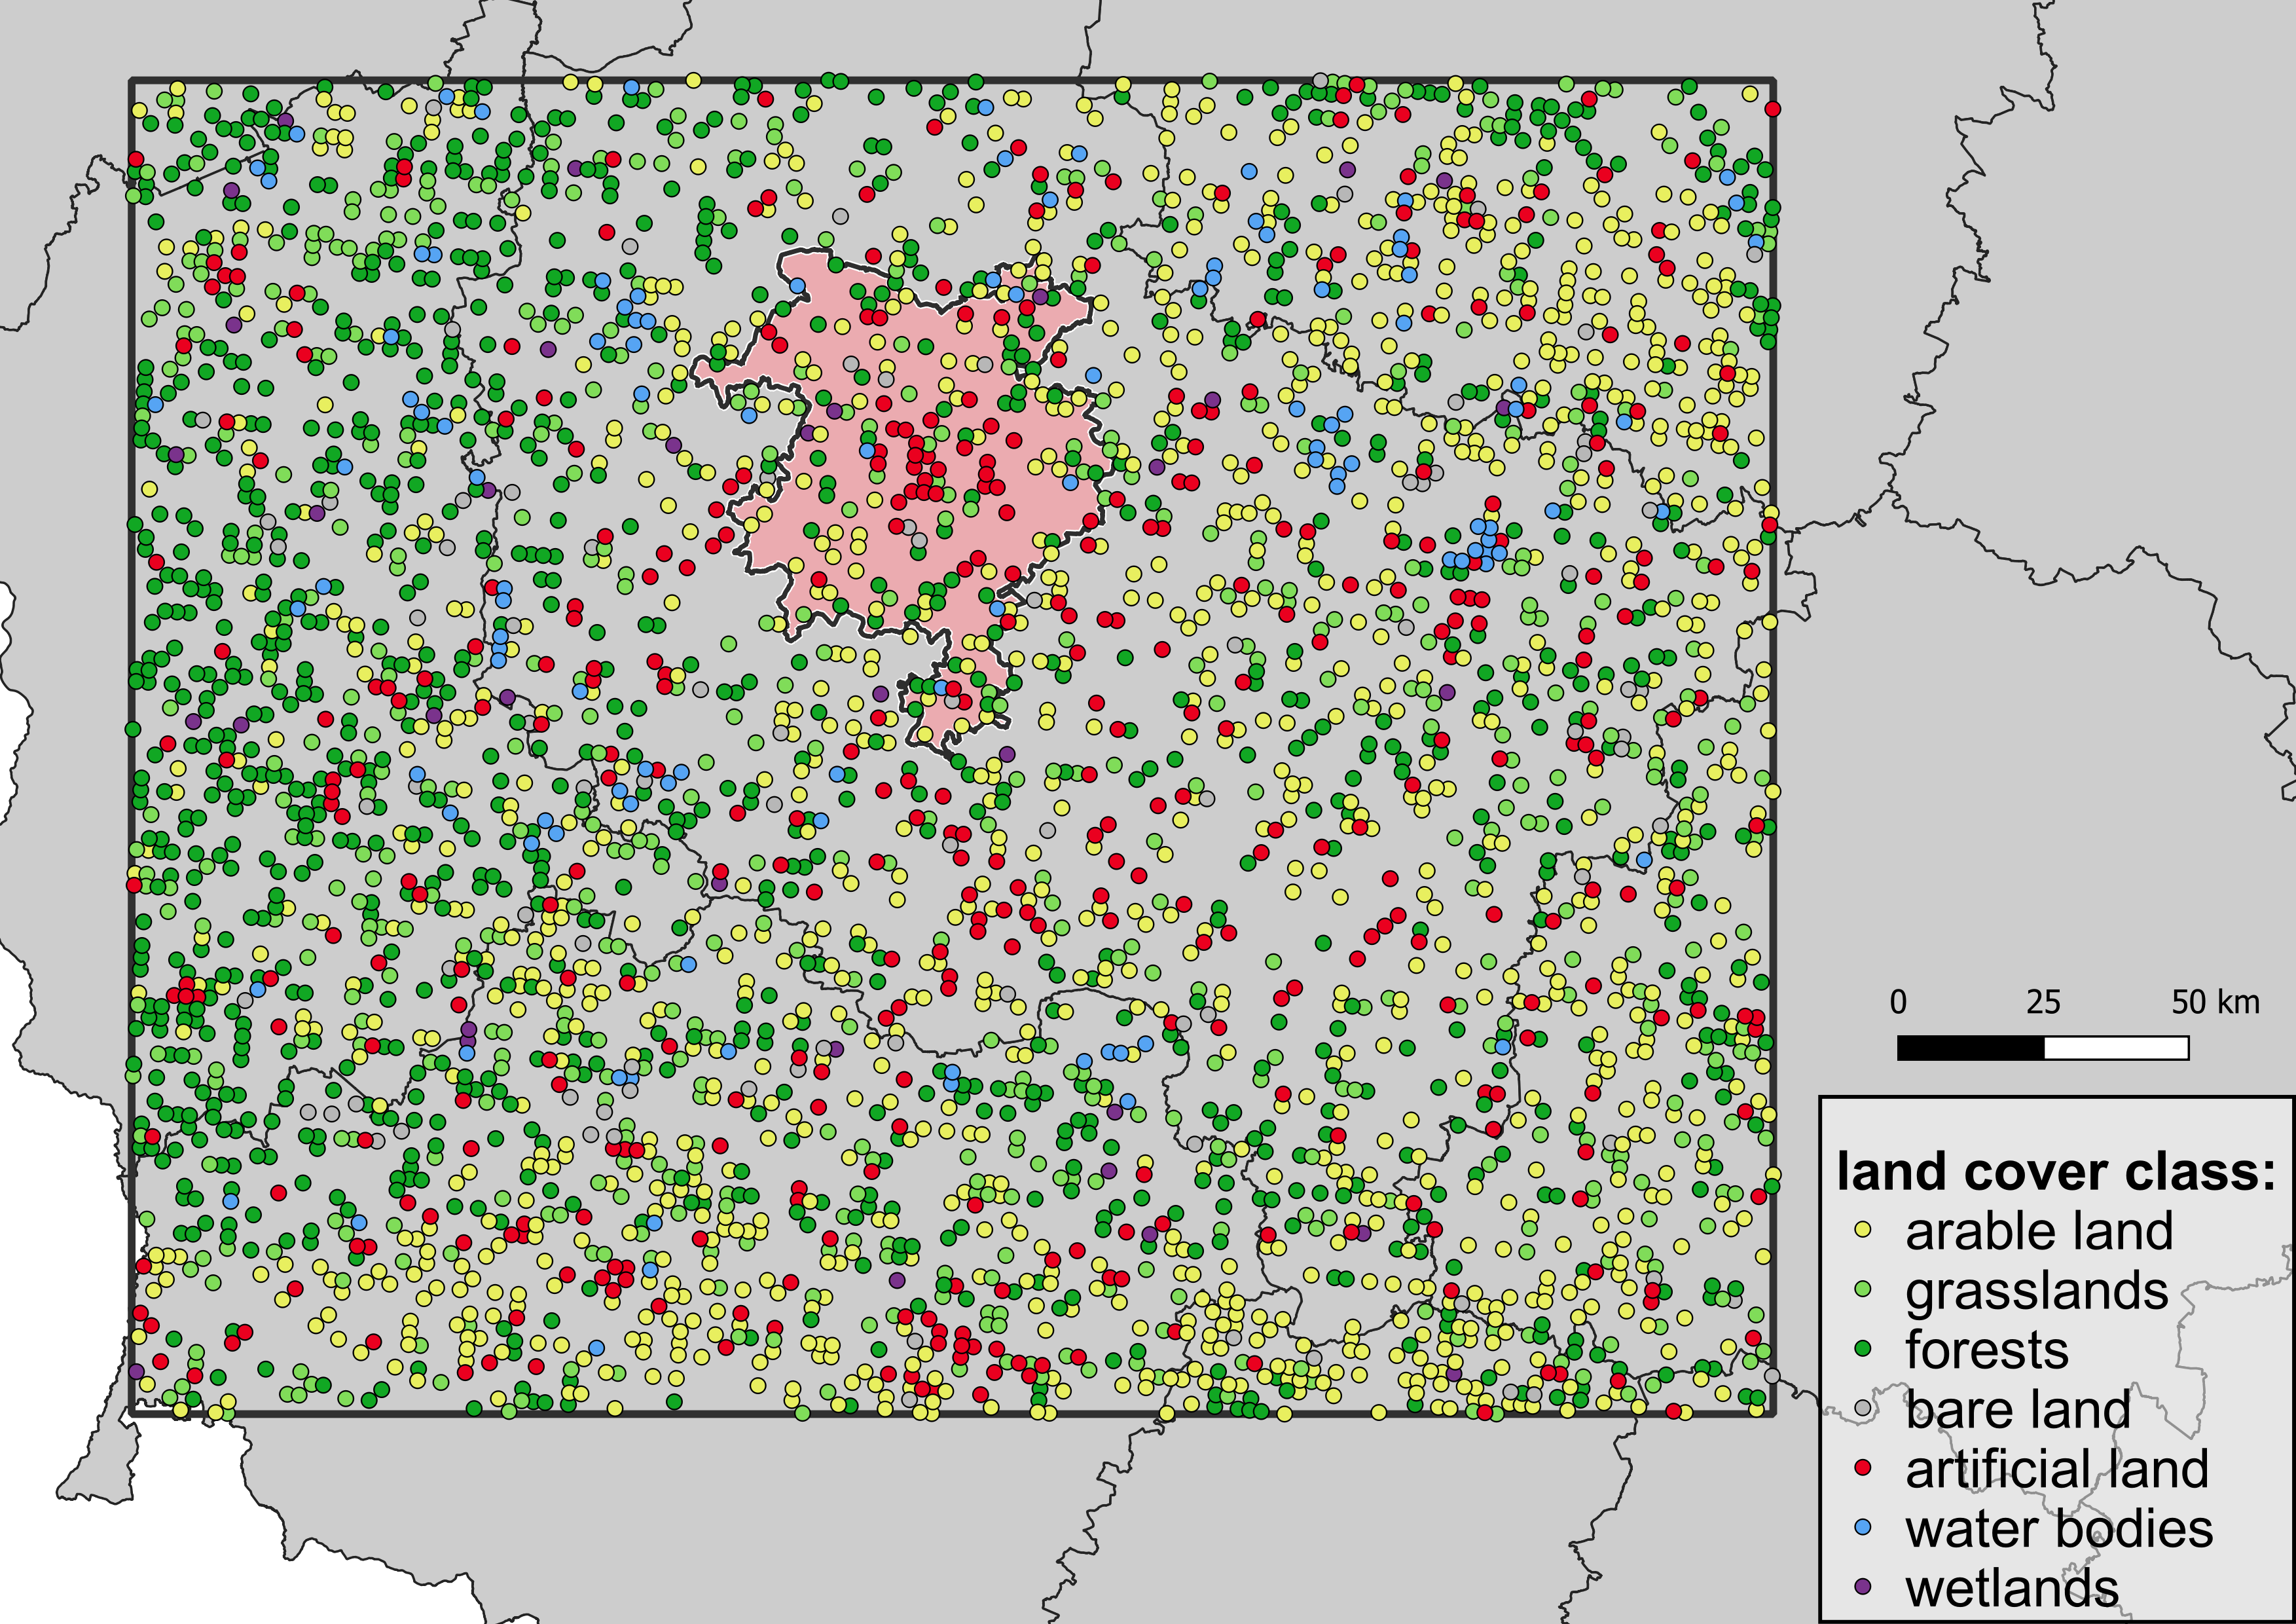 0 25 50 km
land cover class:
arable land
grasslands
forests
bare land
artificial land
water bodies
wetlands